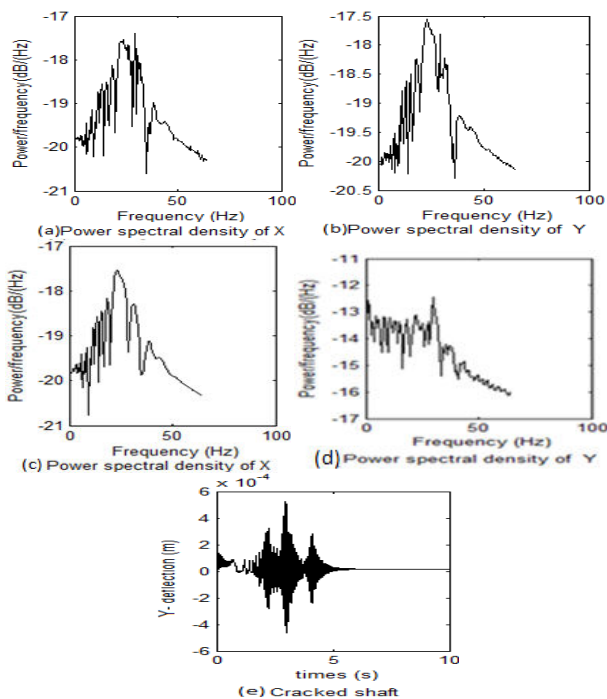 -17
-18
-19
-20
-21
0 50 100
Power/frequency(dB/(Hz)
Frequency (Hz)
(a)Power spectral density of X
-17.5
-18
-18.5
-19
-19.5
-20
-20.5
0 50 100
Power/frequency(dB/(Hz)
Frequency (Hz)
(b)Power spectral density of Y
-17
-18
-19
-20
-21
0 50 100
Power/frequency(dB/(Hz)
Frequency (Hz)
(c) Power spectral density of X
-11
-12
-13
-14
-15
-16
-17
0 50 100
Power/frequency(dB/(Hz)
Frequency (Hz)
(d) Power spectral density of Y
× 10-4
6
4
2
0
-2
-4
-6
0 5 10
Y- deflection (m)
times (s)
(e) Cracked shaft